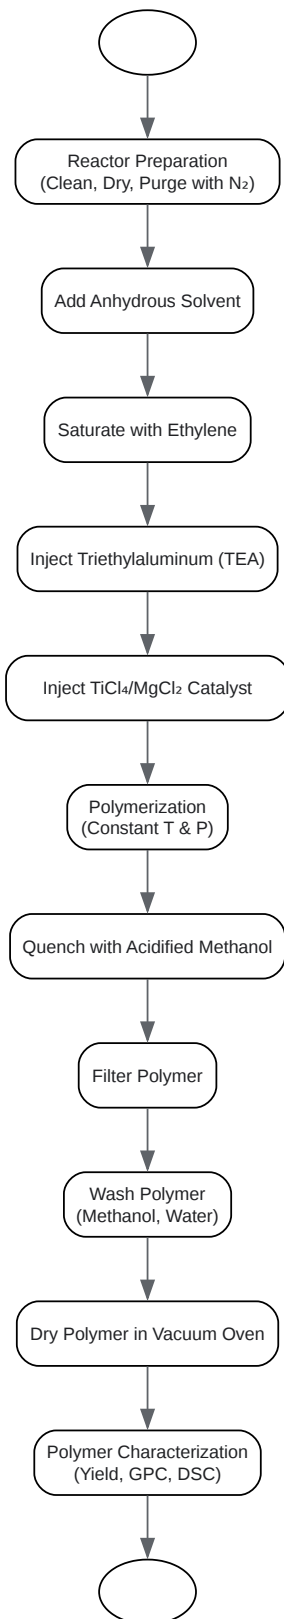 Reactor Preparation
(Clean, Dry, Purge with N₂)
Add Anhydrous Solvent
Saturate with Ethylene
Inject Triethylaluminum (TEA)
Inject TiCl₄/MgCl₂ Catalyst
Polymerization
(Constant T & P)
Quench with Acidified Methanol
Filter Polymer
Wash Polymer
(Methanol, Water)
Dry Polymer in Vacuum Oven
Polymer Characterization
(Yield, GPC, DSC)